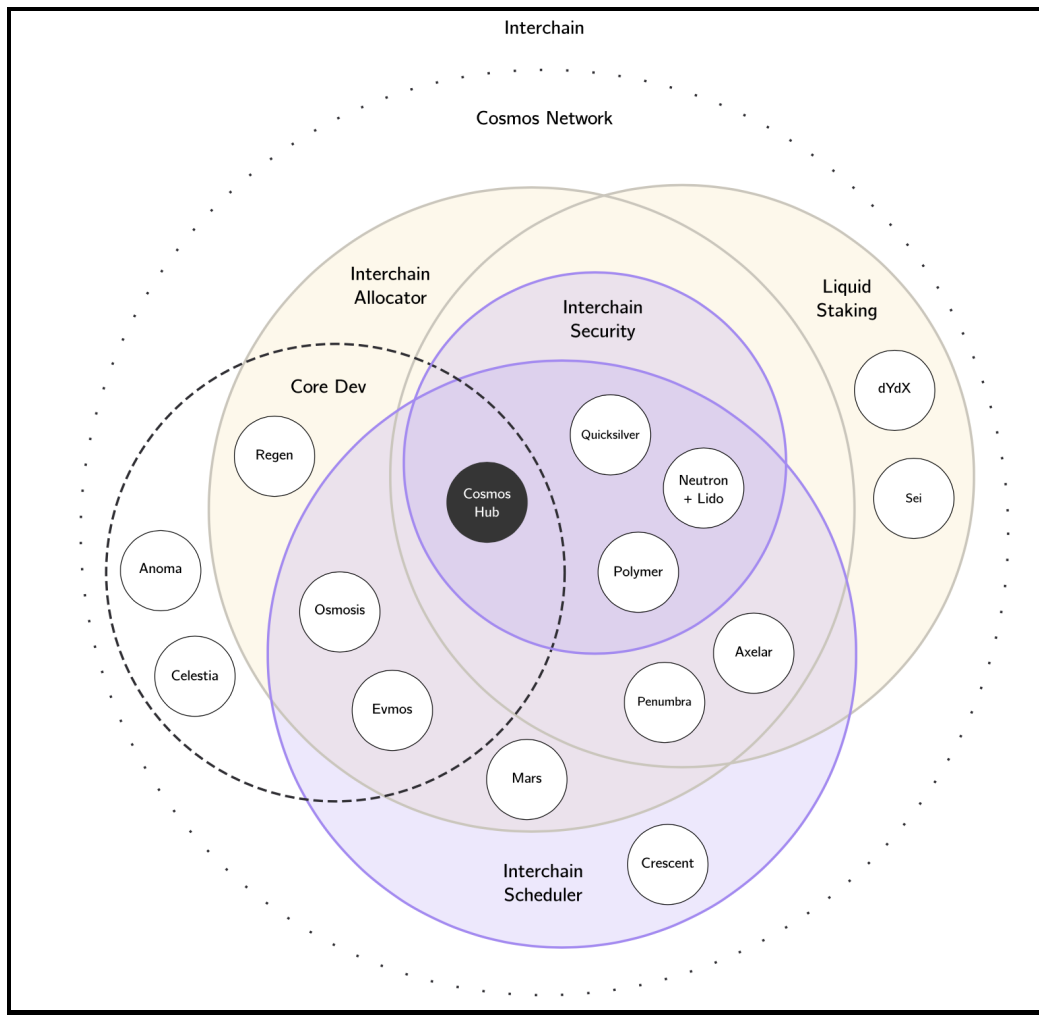 Interchain
Cosmos Network
Interchain
Allocator
Liquid
Staking
Interchain
Security
Core Dev
dYdX
Quicksilver
Regen
Neutron
+ Lido
Cosmos
Hub
Sei
Anoma
Polymer
Osmosis
Axelar
Celestia
Penumbra
Evmos
Mars
Crescent
Interchain
Scheduler